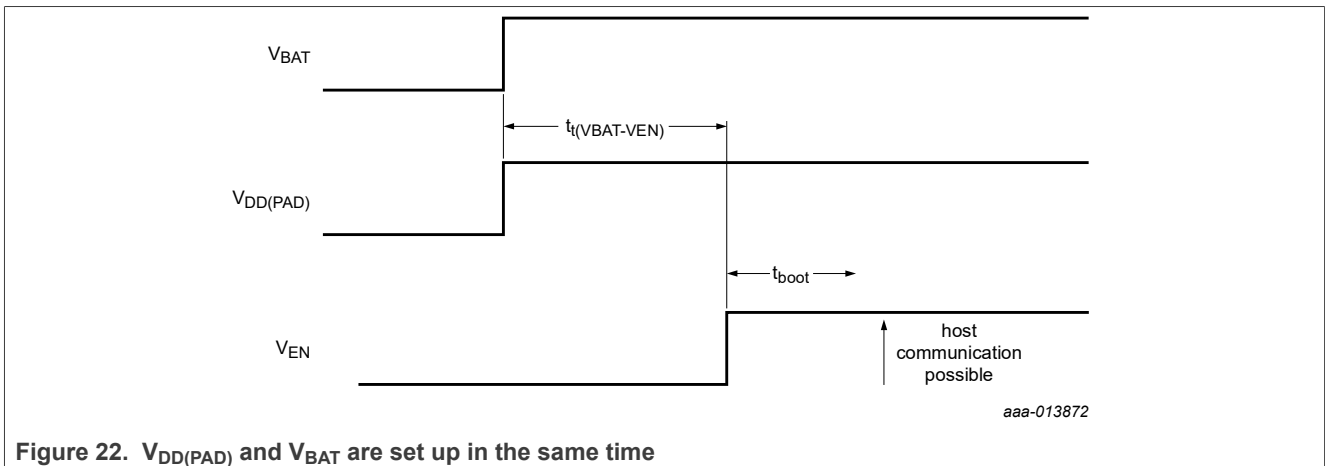 VBAT
tt(VBAT-VEN)
VDD(PAD)
tboot
VEN
host
communication
possible
aaa-013872
Figure 22. VDD(PAD) and VBAT are set up in the same time